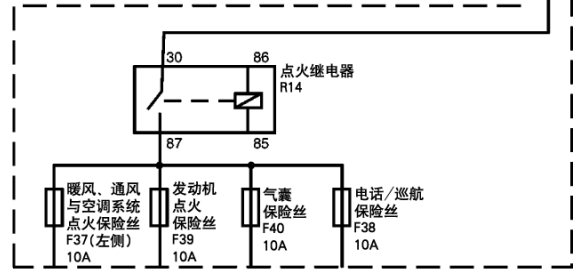 30
86
点火继电器
R14
87
85
暖风、通风
与空调系统
点火保险丝
F37(左侧)
10A
发动机
点火
保险丝
F39
10A
气囊
保险丝
F40
10A
电话/巡航
保险丝
F38
10A